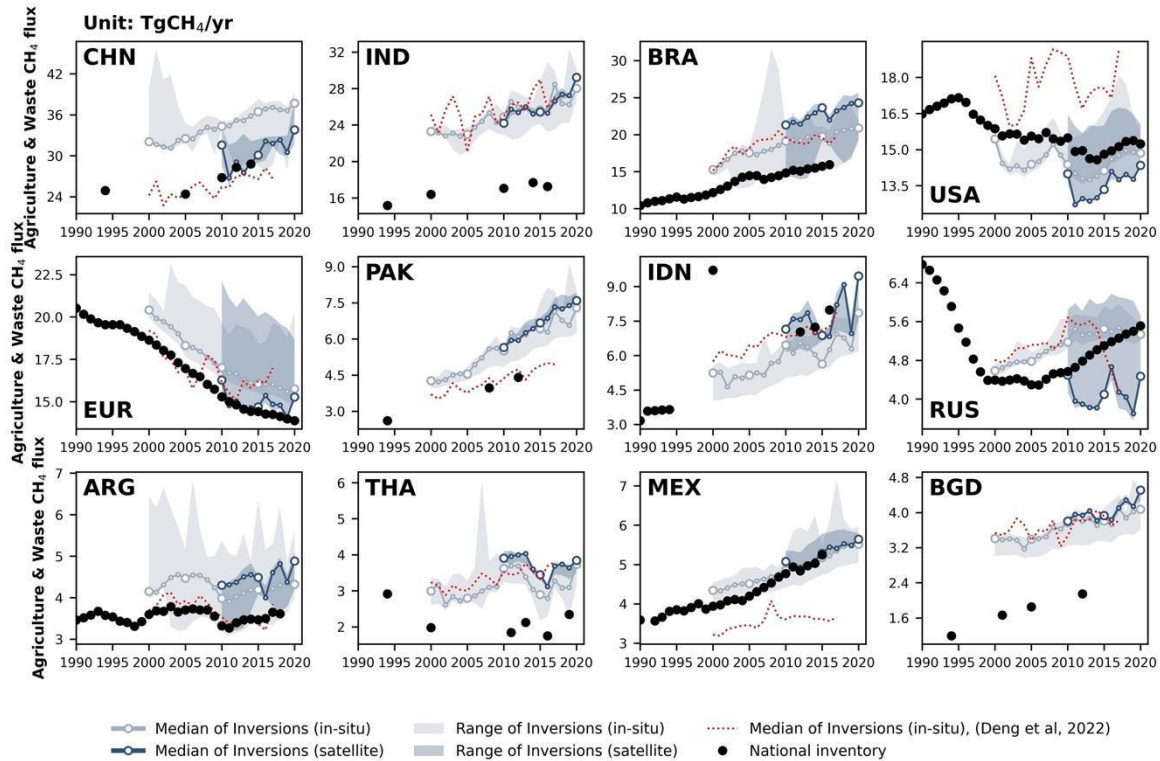 Unit: TgCH4/yr
Agriculture & Waste CH4 flux
CHN
42
36
30
24
1990 1995 2000 2005 2010 2015 2020
IND
32
28
24
20
16
1990 1995 2000 2005 2010 2015 2020
BRA
30
25
20
15
10
1990 1995 2000 2005 2010 2015 2020
USA
18.0
16.5
15.0
13.5
1990 1995 2000 2005 2010 2015 2020
Agriculture & Waste CH4 flux
EUR
22.5
20.0
17.5
15.0
1990 1995 2000 2005 2010 2015 2020
PAK
9.0
7.5
6.0
4.5
3.0
1990 1995 2000 2005 2010 2015 2020
IDN
9.0
7.5
6.0
4.5
3.0
1990 1995 2000 2005 2010 2015 2020
RUS
6.4
5.6
4.8
4.0
1990 1995 2000 2005 2010 2015 2020
Agriculture & Waste CH4 flux
ARG
7
6
5
4
3
1990 1995 2000 2005 2010 2015 2020
THA
6
5
4
3
2
1990 1995 2000 2005 2010 2015 2020
MEX
7
6
5
4
3
1990 1995 2000 2005 2010 2015 2020
BGD
4.8
4.0
3.2
2.4
1.6
1990 1995 2000 2005 2010 2015 2020
Median of Inversions (in-situ)
Median of Inversions (satellite)
Range of Inversions (in-situ)
Range of Inversions (satellite)
Median of Inversions (in-situ), (Deng et al, 2022)
National inventory